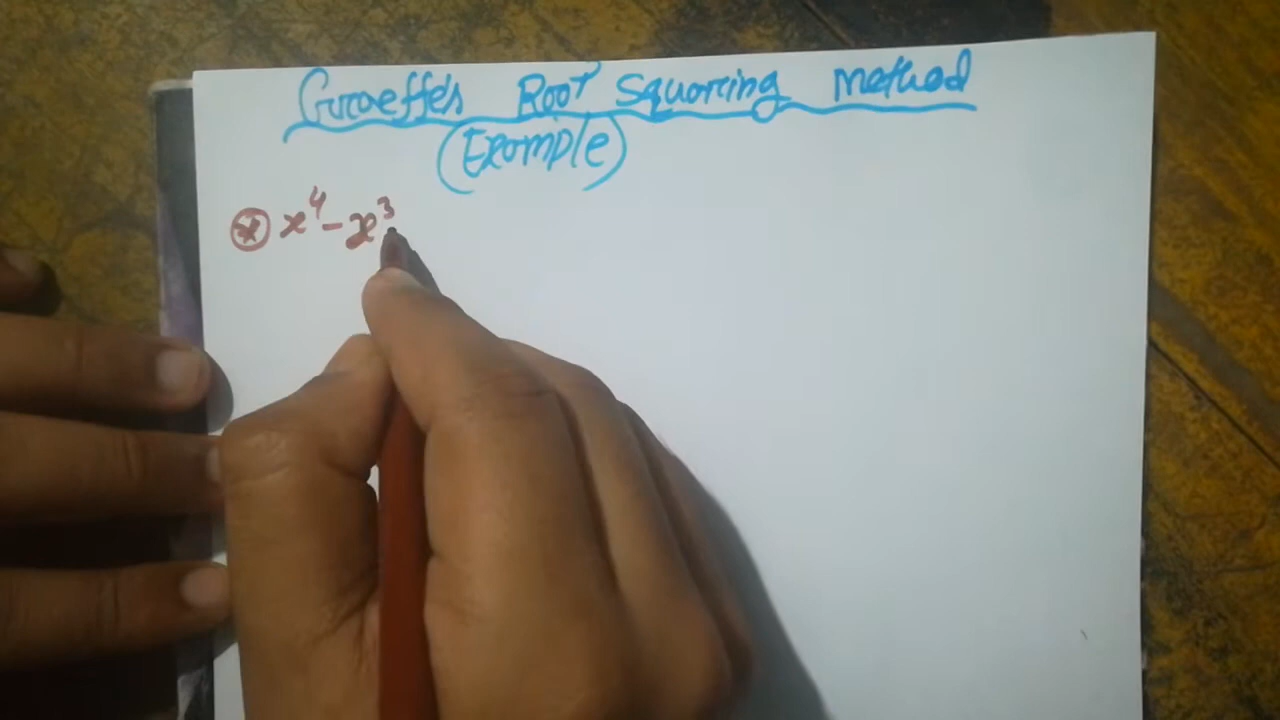 Graeffe's Root Squaring Method
(Example)
⊛ x⁴ - x³